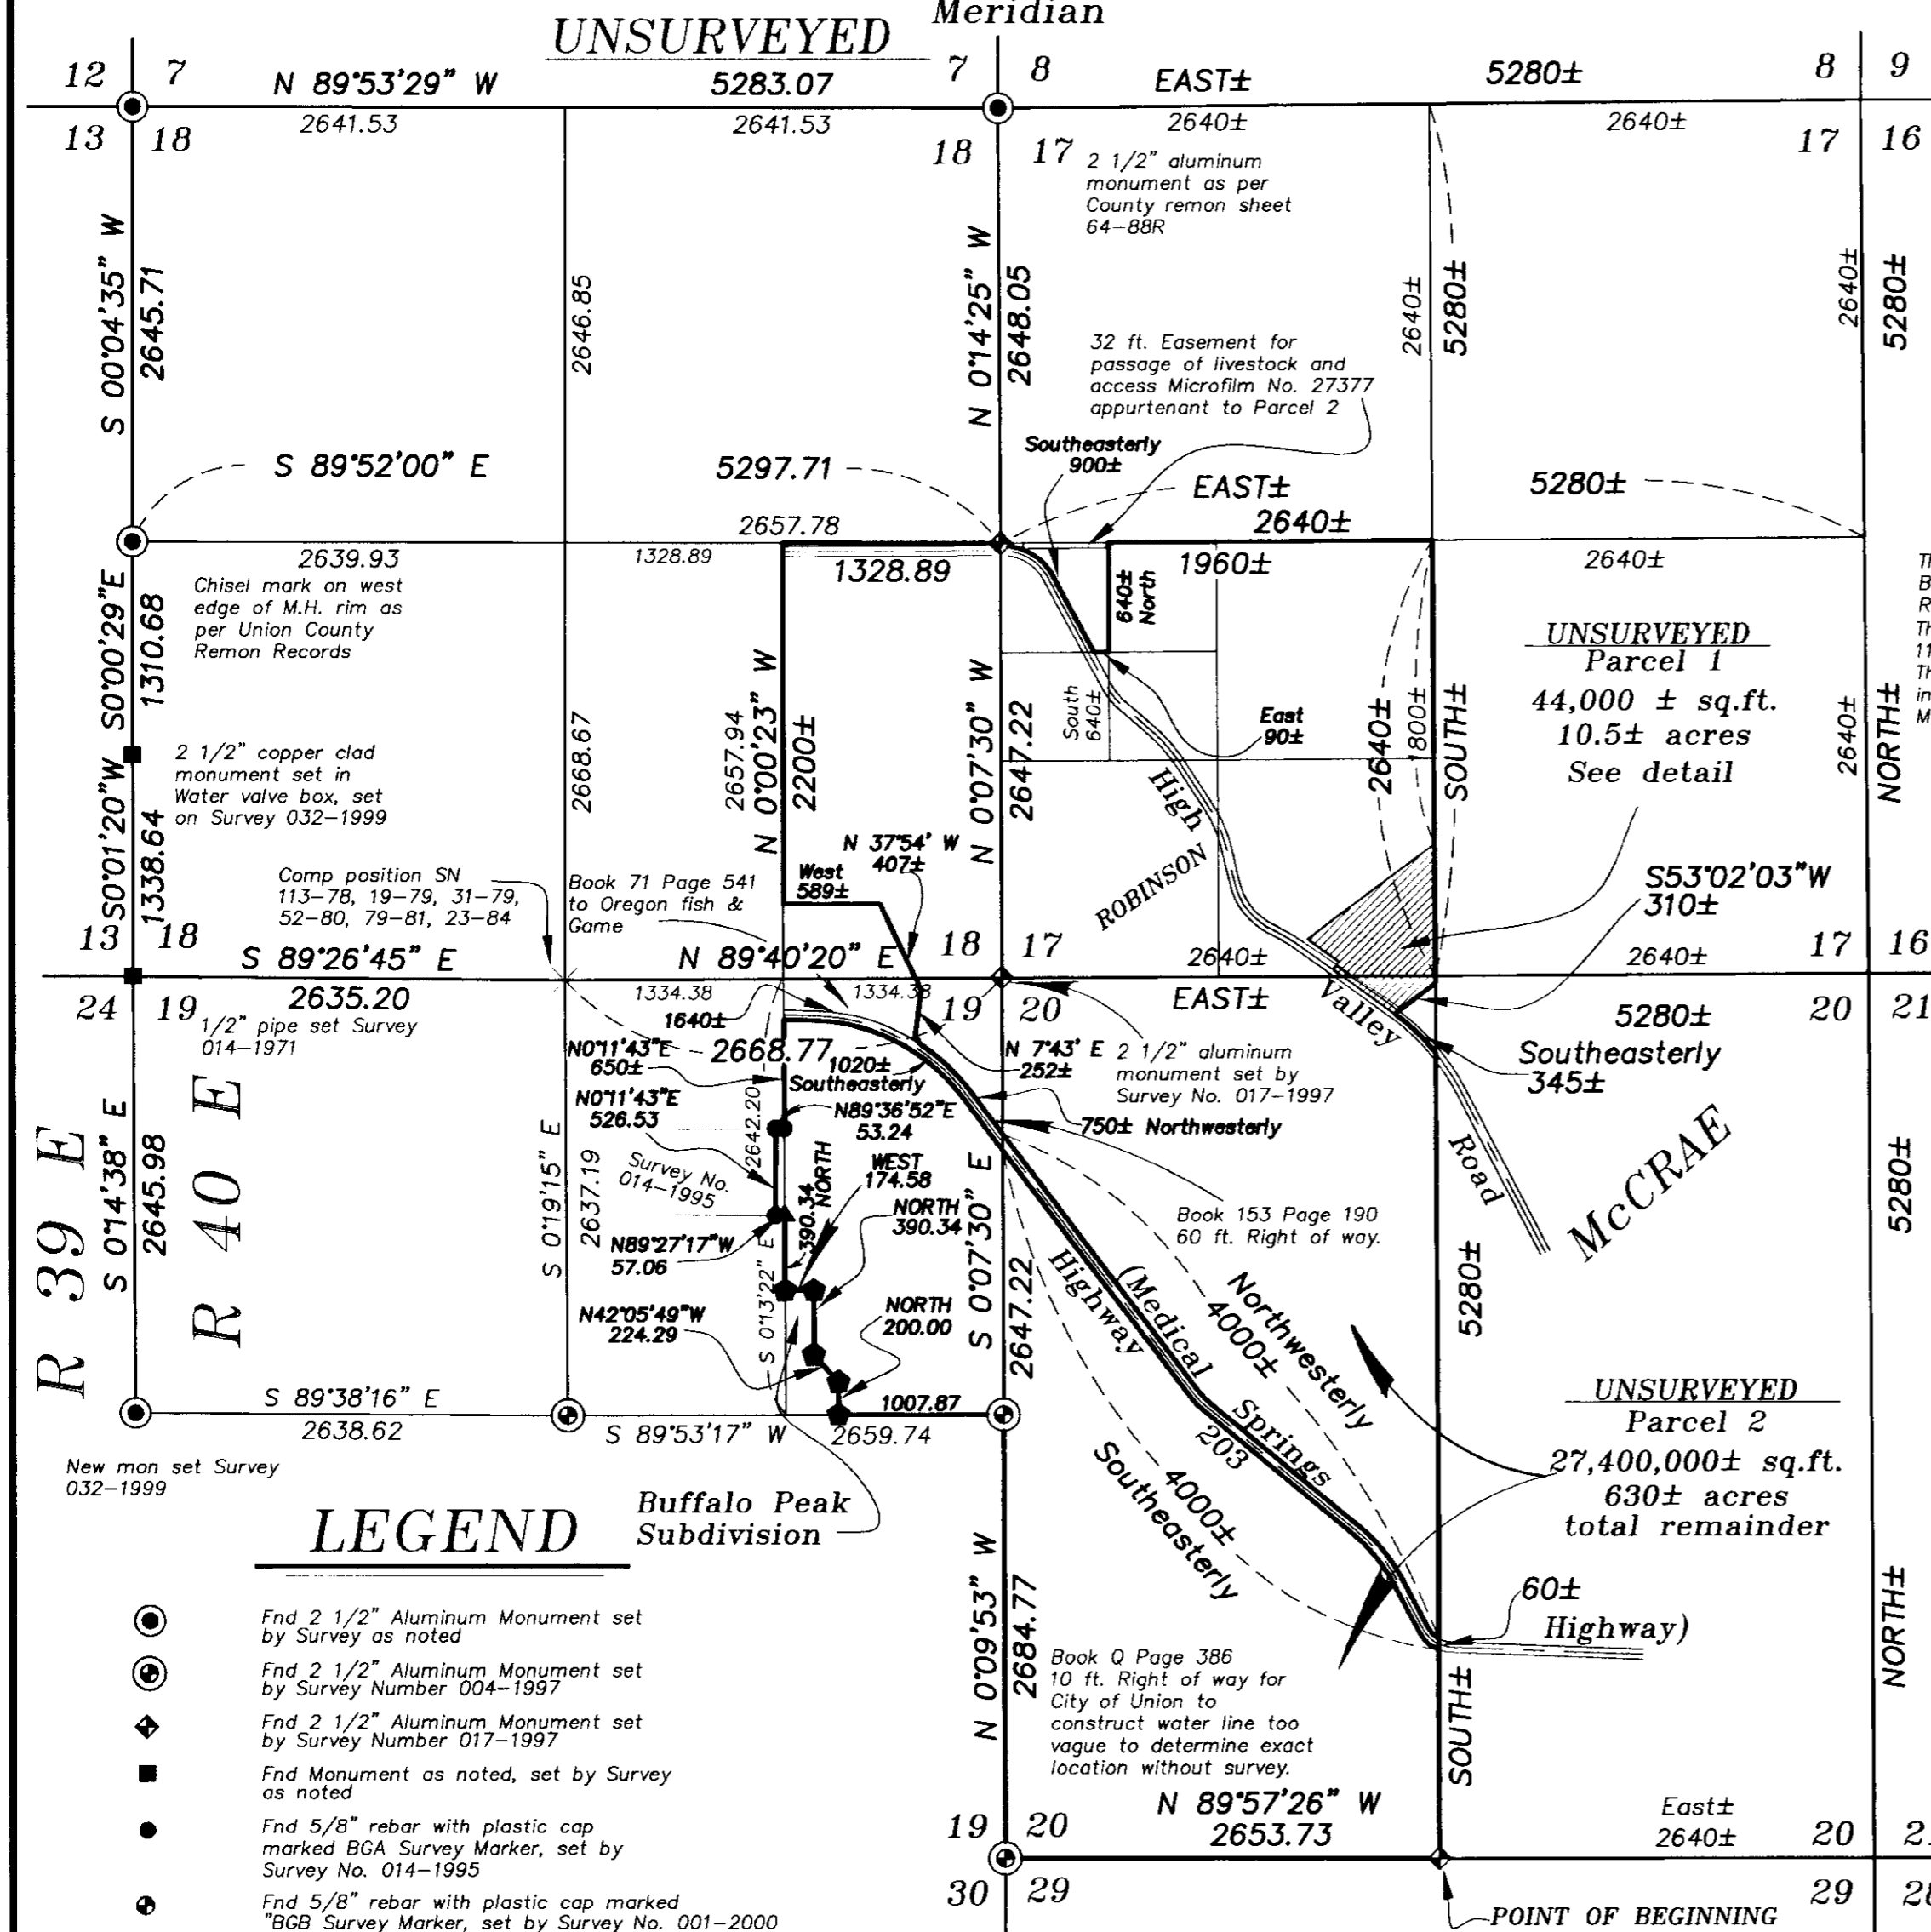 Meridian
UNSURVEYED
12
7
N 89°53'29" W
5283.07
7
8
EAST±
5280±
8
9
13
18
2641.53
2641.53
18
17
2640±
2640±
17
16
2 1/2" aluminum
monument as per
County remon sheet
64-88R
S 00°04'35" W
2645.71
2646.85
N 0°14'25" W
2648.05
2640±
5280±
2640±
5280±
32 ft. Easement for
passage of livestock and
access Microfilm No. 27377
appurtenant to Parcel 2
Southeasterly
900±
S 89°52'00" E
5297.71
EAST±
5280±
2657.78
2640±
2639.93
1328.89
1328.89
1960±
2640±
Chisel mark on west
edge of M.H. rim as
per Union County
Remon Records
S0°00'29"E
1310.68
640±
North
UNSURVEYED
Parcel 1
44,000 ± sq.ft.
10.5± acres
See detail
2668.67
2657.94
N 0°00'23" W
2200±
N 0°07'30" W
2647.22
South
640±
East
90±
2640±
1800±
SOUTH±
2640±
NORTH±
2 1/2" copper clad
monument set in
Water valve box, set
on Survey 032-1999
S0°01'20"W
1338.64
High
ROBINSON
N 37°54' W
407±
West
589±
Comp position SN
113-78, 19-79, 31-79,
52-80, 79-81, 23-84
Book 71 Page 541
to Oregon fish &
Game
S53°02'03"W
310±
13
18
S 89°26'45" E
N 89°40'20" E
18
17
2640±
2640±
17
16
24
19
2635.20
1334.38
1334.38
19
20
EAST±
Valley
5280±
20
21
1/2" pipe set Survey
014-1971
1640±
N0°11'43"E
650±
2668.77
1020±
Southeasterly
N 7°43' E
252±
2 1/2" aluminum
monument set by
Survey No. 017-1997
Southeasterly
345±
N0°11'43"E
526.53
2642.20
N89°36'52"E
53.24
750± Northwesterly
Road
McCRAE
R 39 E
R 40 E
S 0°14'38" E
2645.98
S 0°19'15" E
2637.19
Survey No.
014-1995
NORTH
390.34
WEST
174.58
NORTH
390.34
S 0°07'30" E
2647.22
Book 153 Page 190
60 ft. Right of way.
5280±
5280±
N89°27'17"W
57.06
S 0°13'22" E
N42°05'49"W
224.29
NORTH
200.00
Highway
(Medical
Northwesterly
4000±
Springs
203
S 89°38'16" E
2638.62
S 89°53'17" W
1007.87
2659.74
UNSURVEYED
Parcel 2
27,400,000± sq.ft.
630± acres
total remainder
4000±
Southeasterly
New mon set Survey
032-1999
Buffalo Peak
Subdivision
N 0°09'53" W
2684.77
60±
Highway)
SOUTH±
NORTH±
Book Q Page 386
10 ft. Right of way for
City of Union to
construct water line too
vague to determine exact
location without survey.
N 89°57'26" W
2653.73
East±
2640±
19
20
20
30
29
29
POINT OF BEGINNING
LEGEND
Fnd 2 1/2" Aluminum Monument set
by Survey as noted
Fnd 2 1/2" Aluminum Monument set
by Survey Number 004-1997
Fnd 2 1/2" Aluminum Monument set
by Survey Number 017-1997
Fnd Monument as noted, set by Survey
as noted
Fnd 5/8" rebar with plastic cap
marked BGA Survey Marker, set by
Survey No. 014-1995
Fnd 5/8" rebar with plastic cap marked
"BGB Survey Marker, set by Survey No. 001-2000